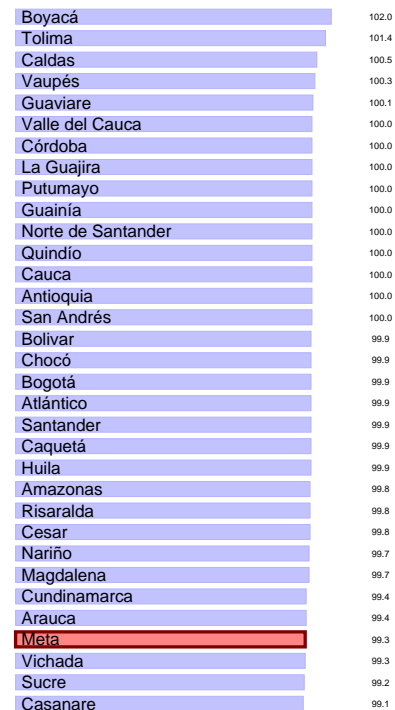 Boyacá 102.0
Tolima 101.4
Caldas 100.5
Vaupés 100.3
Guaviare 100.1
Valle del Cauca 100.0
Córdoba 100.0
La Guajira 100.0
Putumayo 100.0
Guainía 100.0
Norte de Santander 100.0
Quindío 100.0
Cauca 100.0
Antioquia 100.0
San Andrés 100.0
Bolivar 99.9
Chocó 99.9
Bogotá 99.9
Atlántico 99.9
Santander 99.9
Caquetá 99.9
Huila 99.9
Amazonas 99.8
Risaralda 99.8
Cesar 99.8
Nariño 99.7
Magdalena 99.7
Cundinamarca 99.4
Arauca 99.4
Meta 99.3
Vichada 99.3
Sucre 99.2
Casanare 99.1